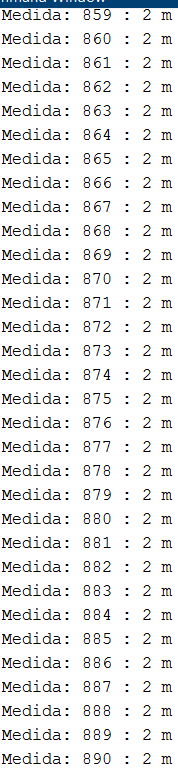 Medida: 859 : 2 m
Medida: 860 : 2 m
Medida: 861 : 2 m
Medida: 862 : 2 m
Medida: 863 : 2 m
Medida: 864 : 2 m
Medida: 865 : 2 m
Medida: 866 : 2 m
Medida: 867 : 2 m
Medida: 868 : 2 m
Medida: 869 : 2 m
Medida: 870 : 2 m
Medida: 871 : 2 m
Medida: 872 : 2 m
Medida: 873 : 2 m
Medida: 874 : 2 m
Medida: 875 : 2 m
Medida: 876 : 2 m
Medida: 877 : 2 m
Medida: 878 : 2 m
Medida: 879 : 2 m
Medida: 880 : 2 m
Medida: 881 : 2 m
Medida: 882 : 2 m
Medida: 883 : 2 m
Medida: 884 : 2 m
Medida: 885 : 2 m
Medida: 886 : 2 m
Medida: 887 : 2 m
Medida: 888 : 2 m
Medida: 889 : 2 m
Medida: 890 : 2 m